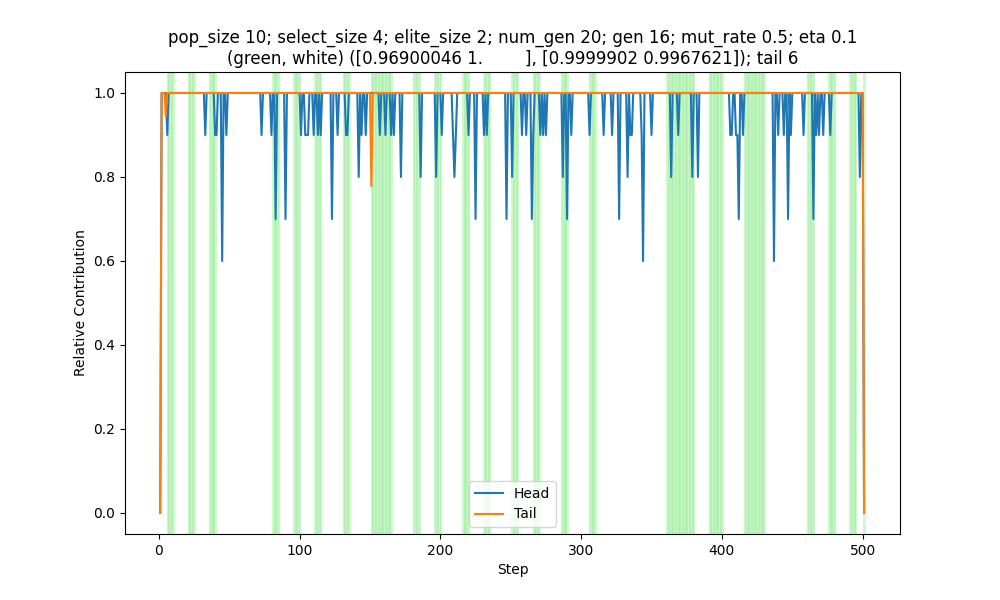 pop_size 10; select_size 4; elite_size 2; num_gen 20; gen 16; mut_rate 0.5; eta 0.1
(green, white) ([0.96900046 1.        ], [0.9999902 0.9967621]); tail 6
1.0
0.8
0.6
0.4
0.2
0.0
Relative Contribution
Head
Tail
0 100 200 300 400 500
Step